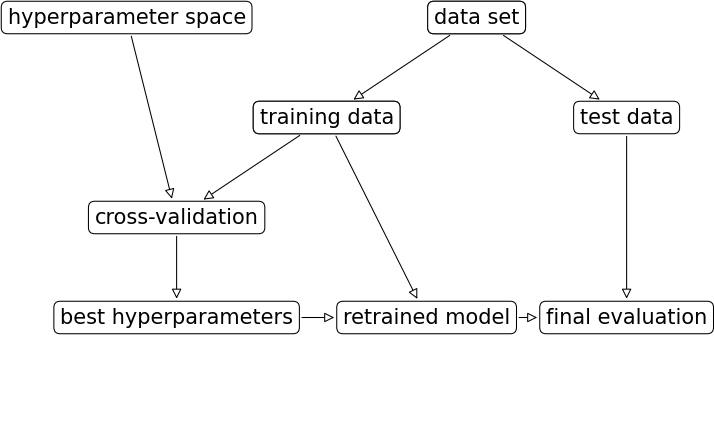 hyperparameter space
data set
training data
test data
cross-validation
best hyperparameters
retrained model
final evaluation